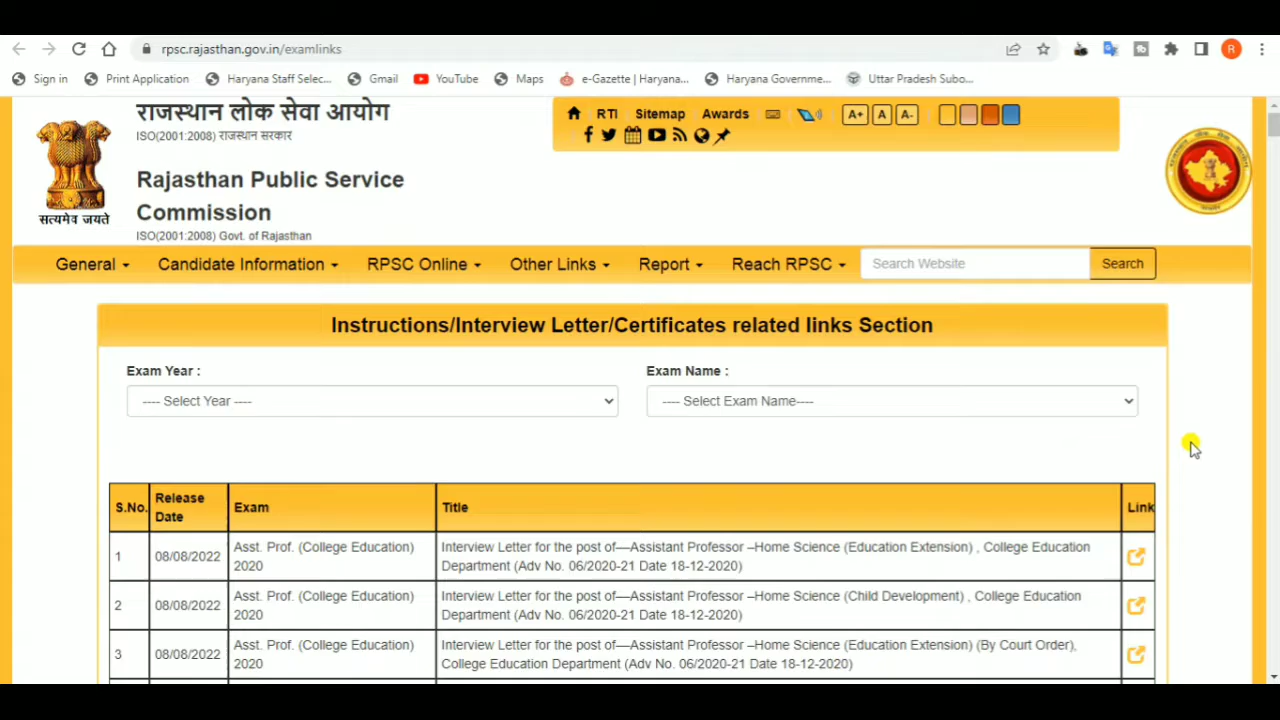 rpsc.rajasthan.gov.in/examlinks
R
Sign in
Print Application
Haryana Staff Selec...
Gmail
YouTube
Maps
e-Gazette | Haryana...
Haryana Governme...
Uttar Pradesh Subo...
राजस्थान लोक सेवा आयोग
ISO(2001:2008) राजस्थान सरकार
RTI Sitemap Awards A+ A A-
सत्यमेव जयते
Rajasthan Public Service
Commission
ISO(2001:2008) Govt. of Rajasthan
General Candidate Information RPSC Online Other Links Report Reach RPSC Search Website Search
Instructions/Interview Letter/Certificates related links Section
Exam Year : Exam Name :
---- Select Year ---- ---- Select Exam Name----
S.No. Release Date Exam Title Link
1 08/08/2022 Asst. Prof. (College Education) 2020 Interview Letter for the post of—Assistant Professor –Home Science (Education Extension) , College Education
Department (Adv No. 06/2020-21 Date 18-12-2020)
2 08/08/2022 Asst. Prof. (College Education) 2020 Interview Letter for the post of—Assistant Professor –Home Science (Child Development) , College Education
Department (Adv No. 06/2020-21 Date 18-12-2020)
3 08/08/2022 Asst. Prof. (College Education) 2020 Interview Letter for the post of—Assistant Professor –Home Science (Education Extension) (By Court Order),
College Education Department (Adv No. 06/2020-21 Date 18-12-2020)